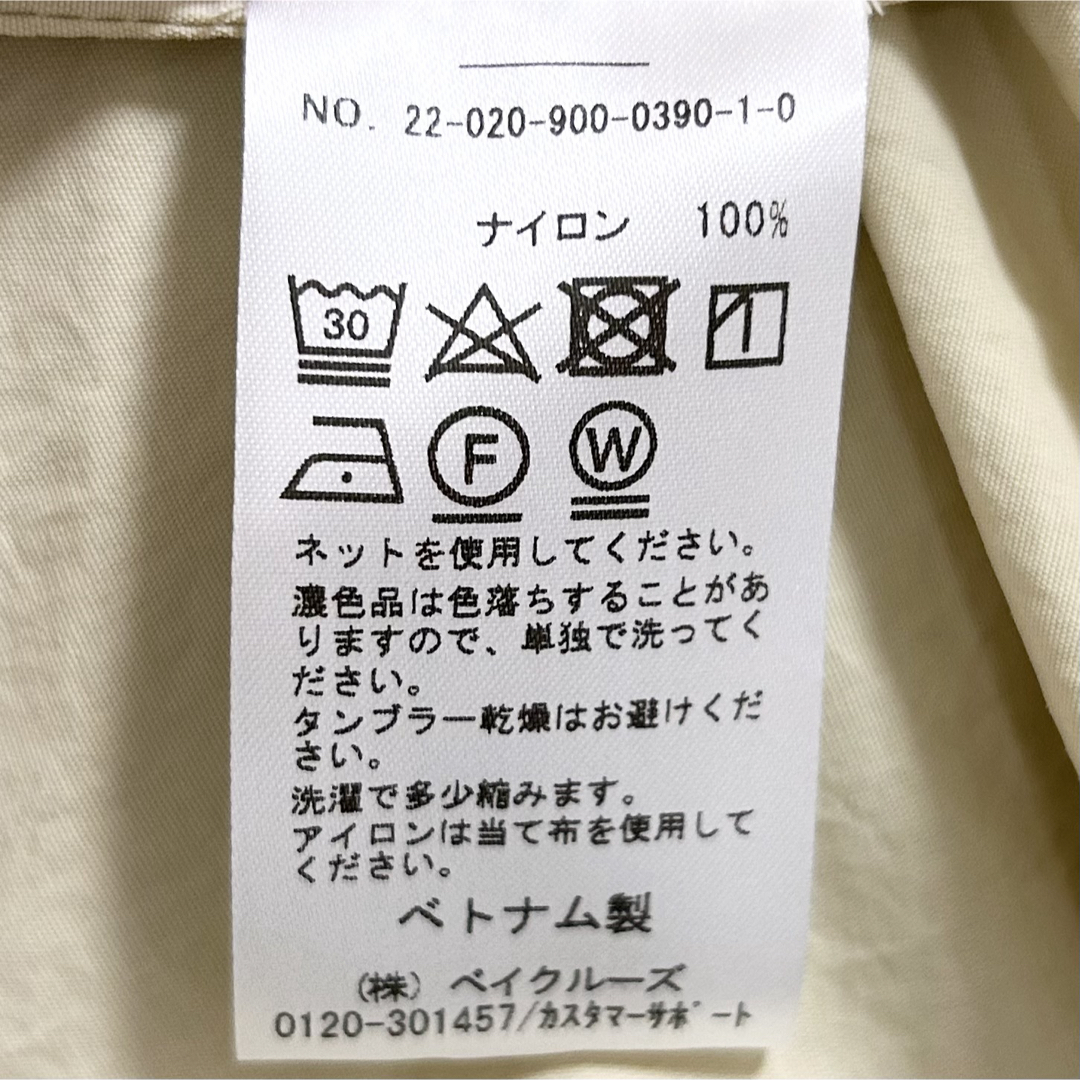 NO. 22-020-900-0390-1-0
ナイロン 100%
30
F W
ネットを使用してください。
濃色品は色落ちすることがあ
りますので、単独で洗ってく
ださい。
タンブラー乾燥はお避けくだ
さい。
洗濯で多少縮みます。
アイロンは当て布を使用して
ください。
ベトナム製
(株) ベイクルーズ
0120-301457/カスタマーサポート